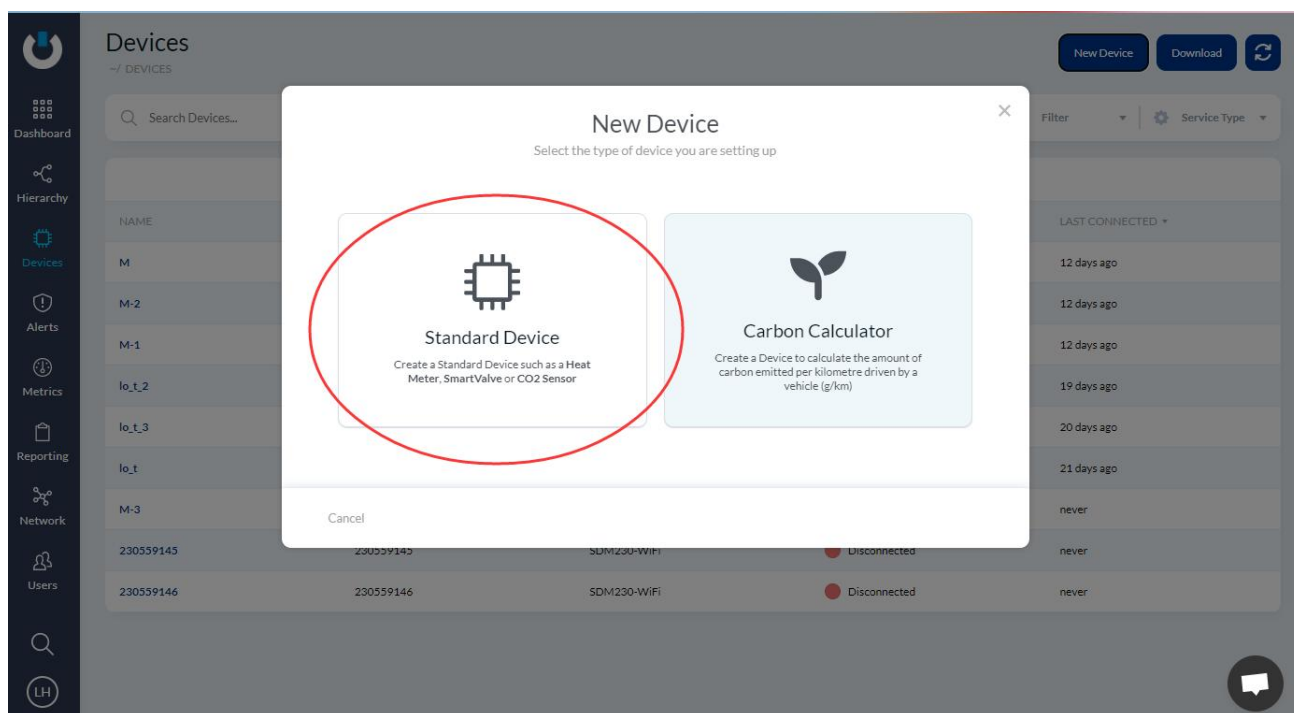 Devices
~/ DEVICES
New Device
Download
Dashboard
Hierarchy
Devices
Alerts
Metrics
Reporting
Network
Users
LH
Search Devices...
Filter
Service Type
New Device
Select the type of device you are setting up
Standard Device
Create a Standard Device such as a Heat
Meter, SmartValve or CO2 Sensor
Carbon Calculator
Create a Device to calculate the amount of
carbon emitted per kilometre driven by a
vehicle (g/km)
Cancel
NAME
LAST CONNECTED
M
12 days ago
M-2
12 days ago
M-1
12 days ago
lo_t_2
19 days ago
lo_t_3
20 days ago
lo_t
21 days ago
M-3
never
230559145 230559145 SDM230-WiFi Disconnected never
230559146 230559146 SDM230-WiFi Disconnected never